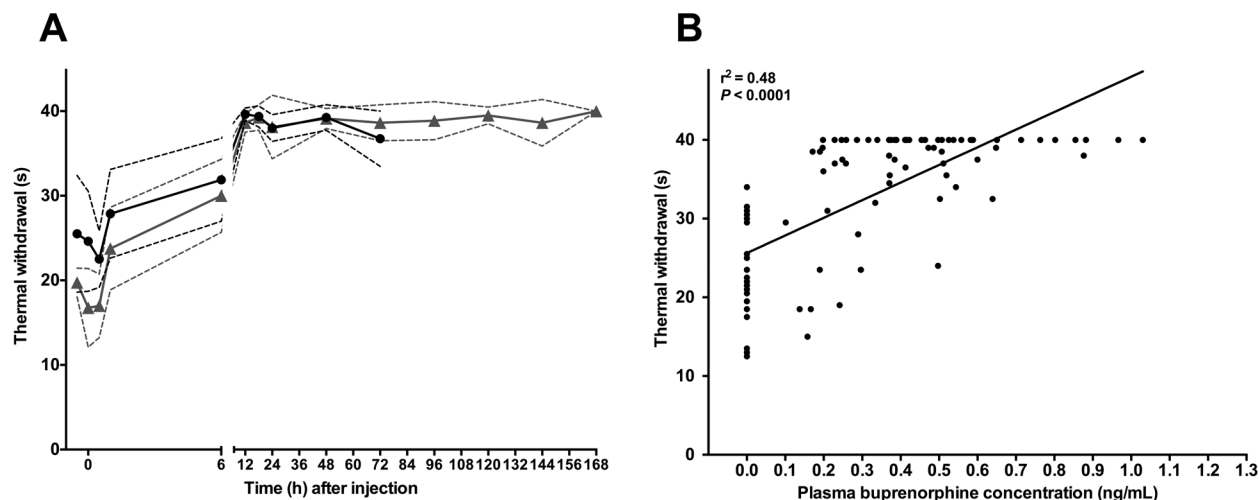 A
Thermal withdrawal (s)
40
30
20
10
0
0 6 12 24 36 48 60 72 84 96 108 120 132 144 156 168
Time (h) after injection
B
r² = 0.48
P < 0.0001
Thermal withdrawal (s)
40
30
20
10
0
0.0 0.1 0.2 0.3 0.4 0.5 0.6 0.7 0.8 0.9 1.0 1.1 1.2 1.3
Plasma buprenorphine concentration (ng/mL)